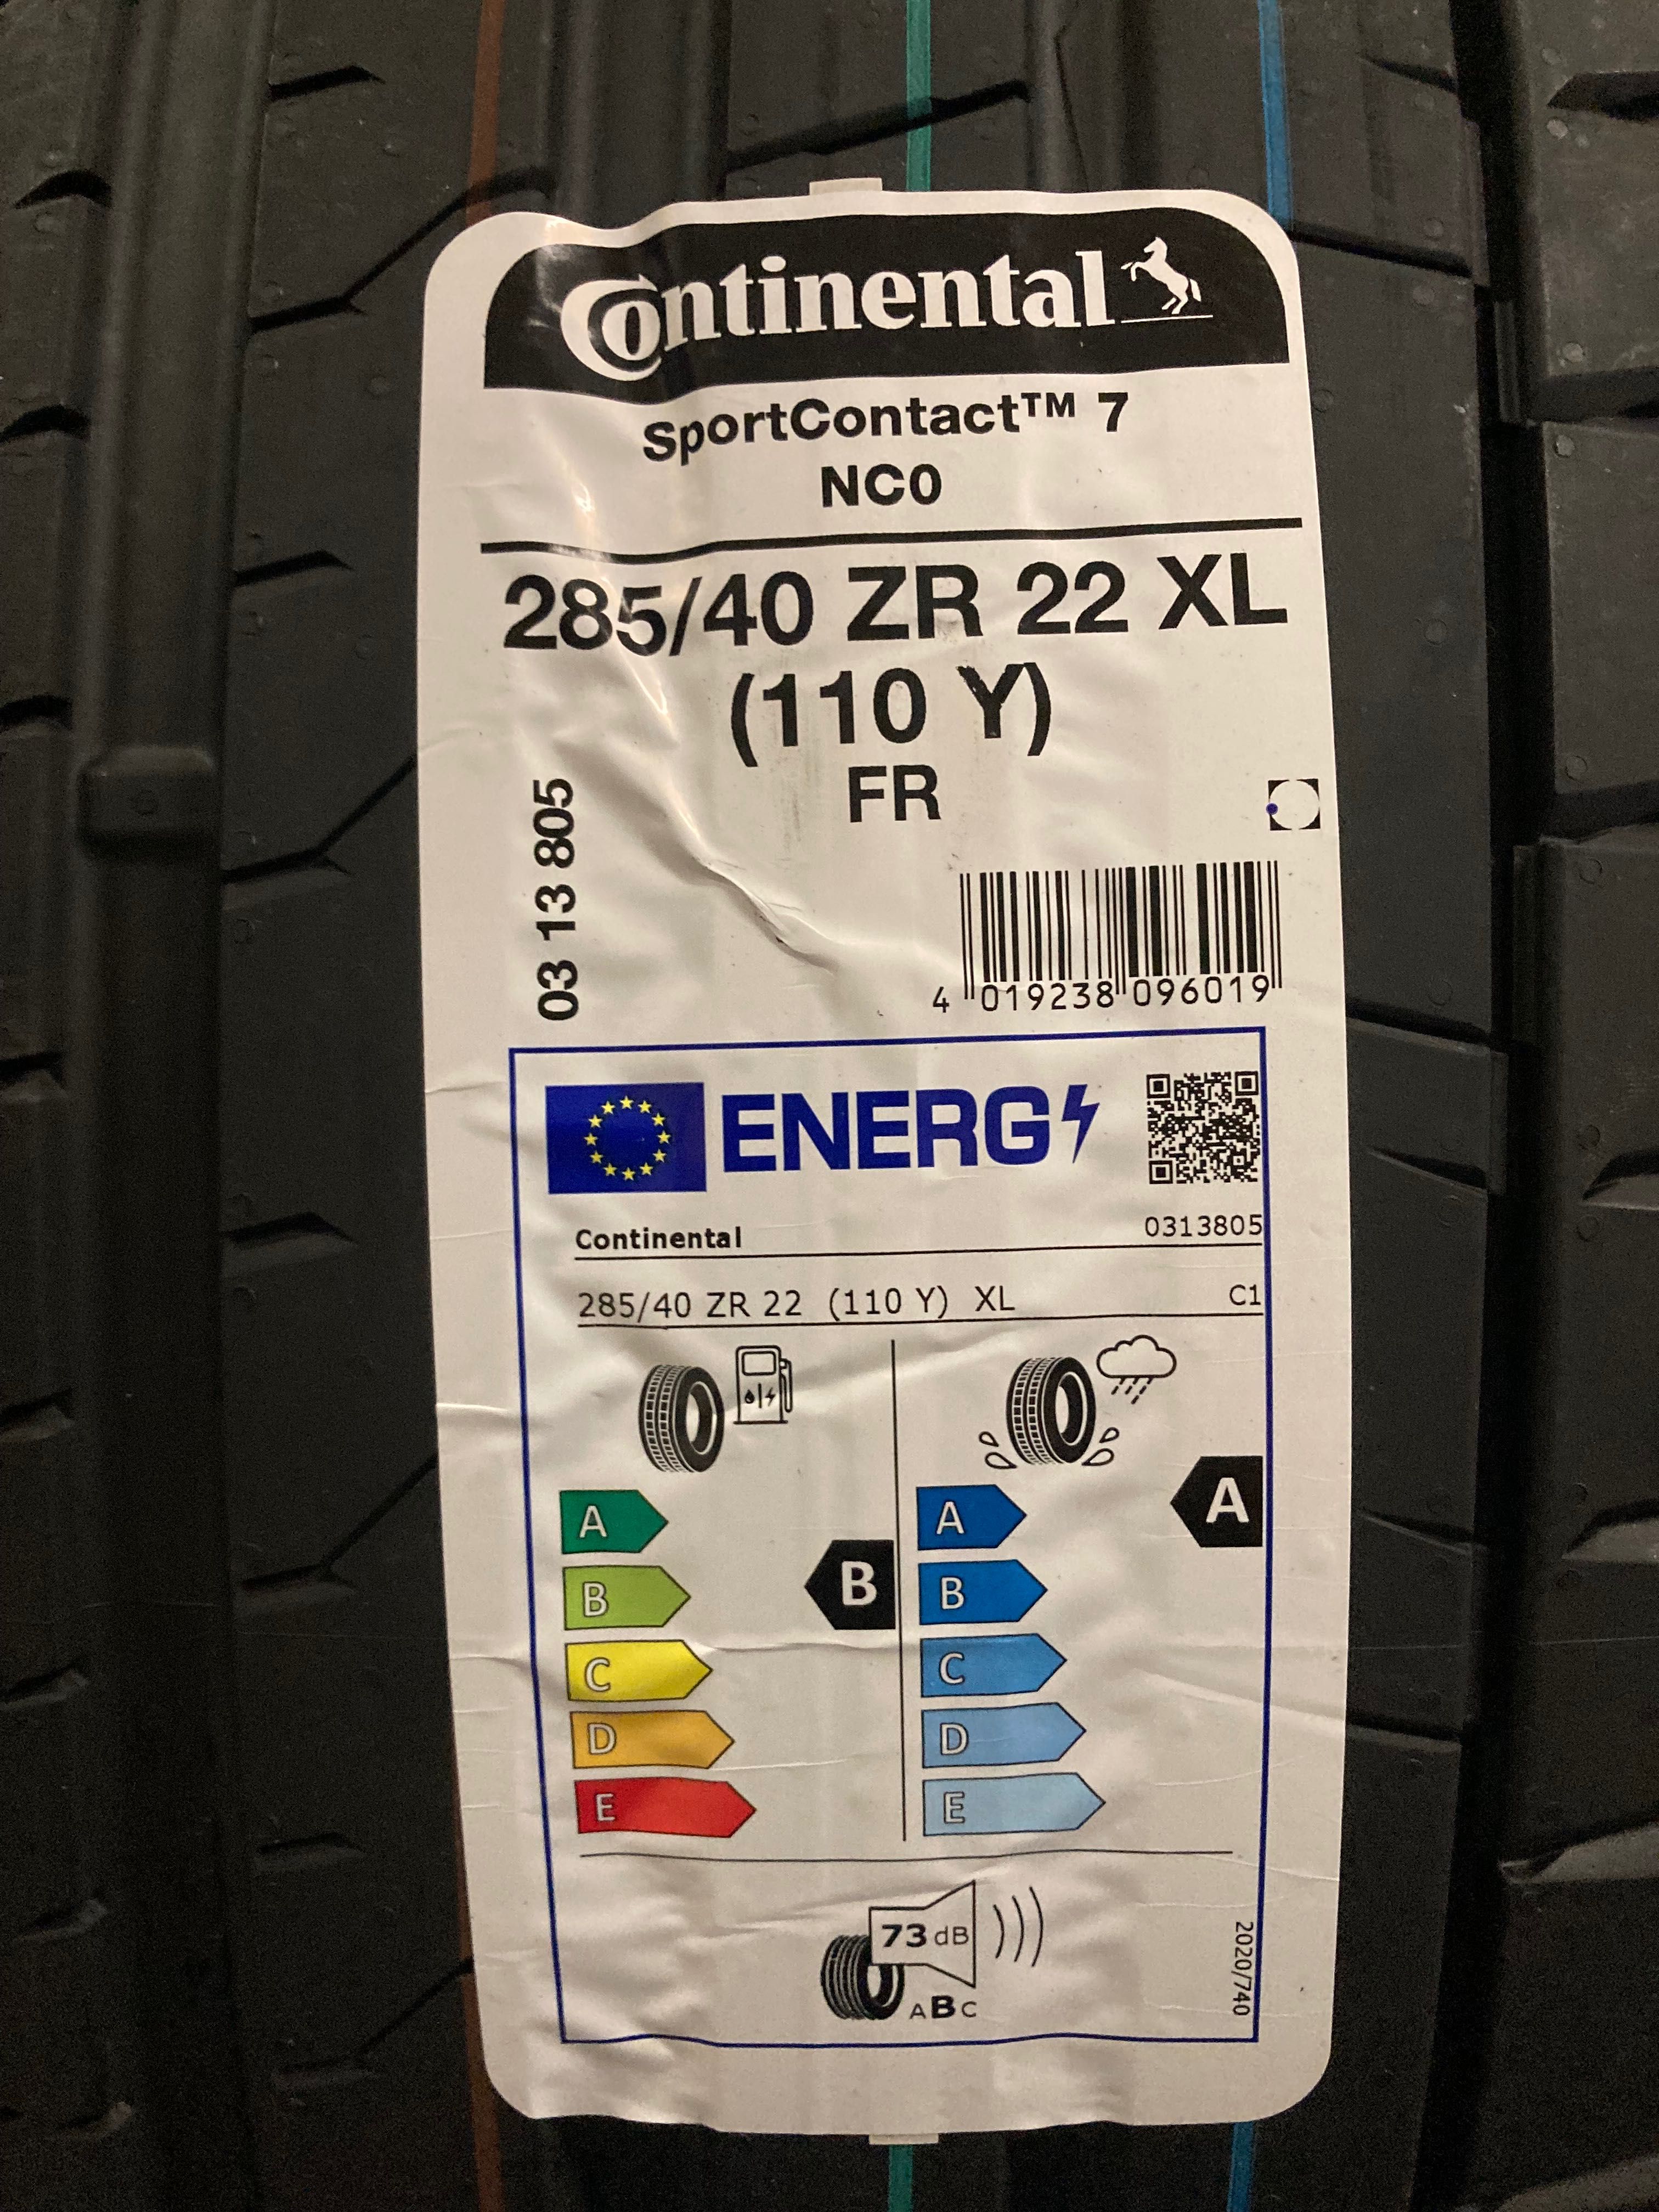 Continental
SportContact™ 7
NC0
285/40 ZR 22 XL
(110 Y)
FR
03 13 805
4 019238 096019
ENERG
Continental 0313805
285/40 ZR 22 (110 Y) XL C1
A A A
B B B
C C
D D
E E
73 dB
ABC
2020/740